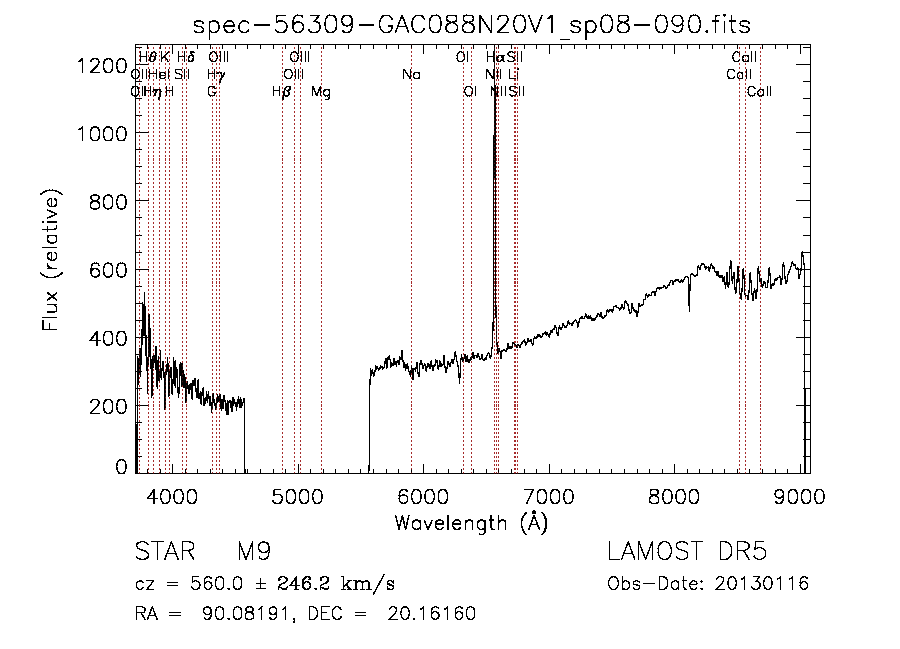 spec-56309-GAC088N20V1_sp08-090.fits
Hθ K Hδ OIII OIII OI Hα SII CaII
OII HeI SII Hγ OIII Na NII Li CaII
OII Hη H G Hβ Mg OI NII SII CaII
1200
1000
800
600
400
200
0
Flux (relative)
4000 5000 6000 7000 8000 9000
Wavelength (Å)
STAR M9 LAMOST DR5
cz = 560.0 ± 246.2 km/s Obs-Date: 20130116
RA = 90.08191, DEC = 20.16160